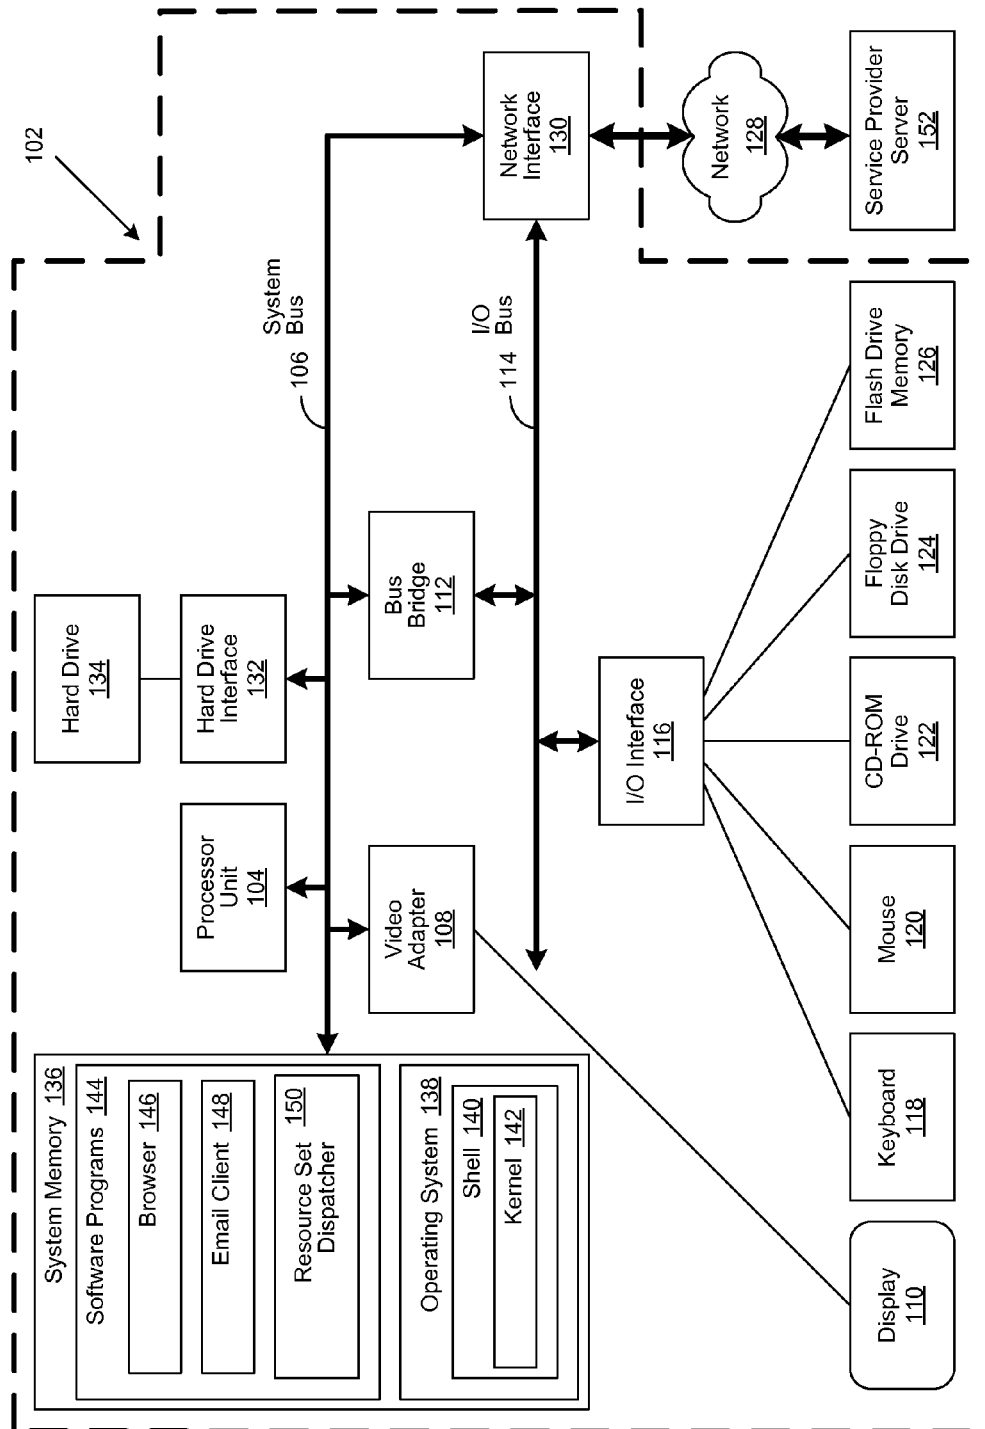 102
Hard Drive
134
Hard Drive
Interface
132
Processor
Unit
104
System Memory 136
Software Programs 144
Browser 146
Email Client 148
Resource Set 150
Dispatcher
Operating System 138
Shell 140
Kernel 142
106
System
Bus
Video
Adapter
108
Bus
Bridge
112
114
I/O
Bus
Network
Interface
130
I/O Interface
116
Network
128
Display
110
Keyboard
118
Mouse
120
CD-ROM
Drive
122
Floppy
Disk Drive
124
Flash Drive
Memory
126
Service Provider
Server
152